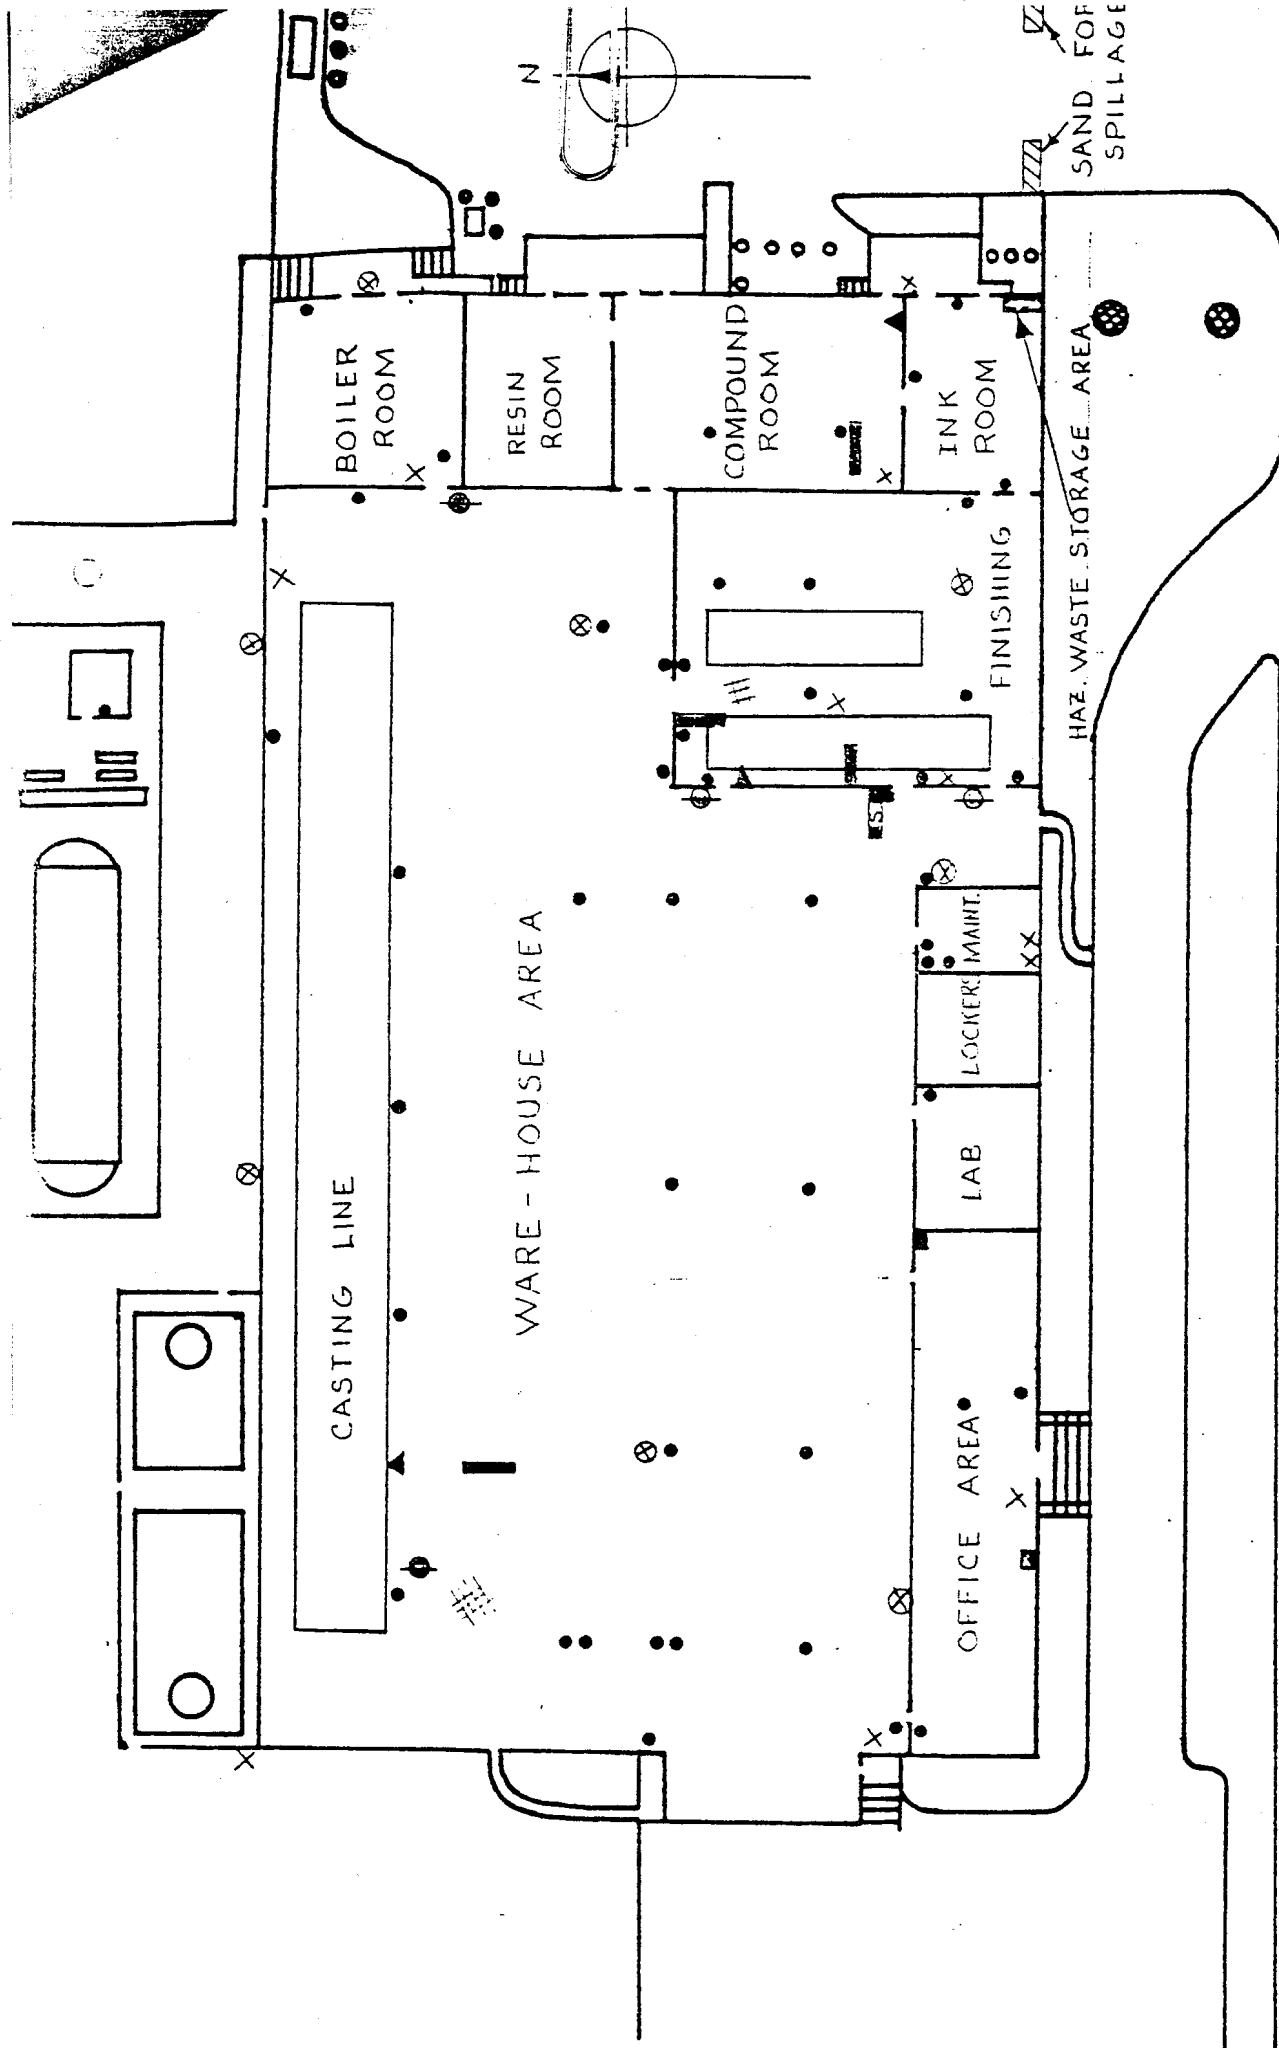 N
SAND FOR
SPILLAGE
BOILER
ROOM
RESIN
ROOM
COMPOUND
ROOM
INK
ROOM
HAZ. WASTE STORAGE AREA
FINISHING
CASTING LINE
WARE-HOUSE AREA
MAINT.
LOCKERS
LAB
OFFICE AREA